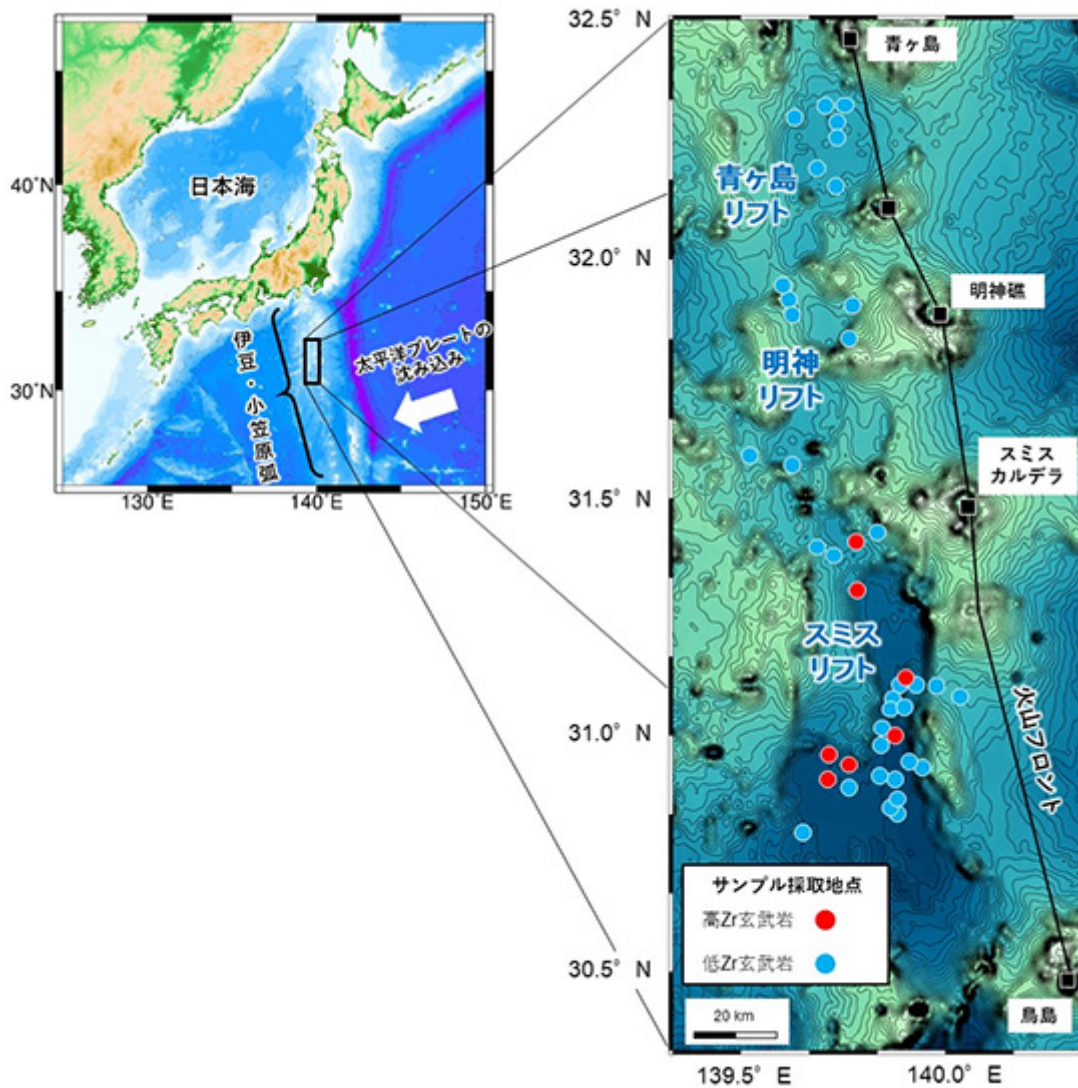 40°N
30°N
130°E
140°E
150°E
日本海
伊豆・小笠原弧
太平洋プレートの
沈み込み
32.5° N
32.0° N
31.5° N
31.0° N
30.5° N
139.5° E
140.0° E
青ヶ島
青ヶ島
リフト
明神礁
明神
リフト
スミス
カルデラ
スミス
リフト
火山フロント
サンプル採取地点
高Zr玄武岩
低Zr玄武岩
20 km
鳥島